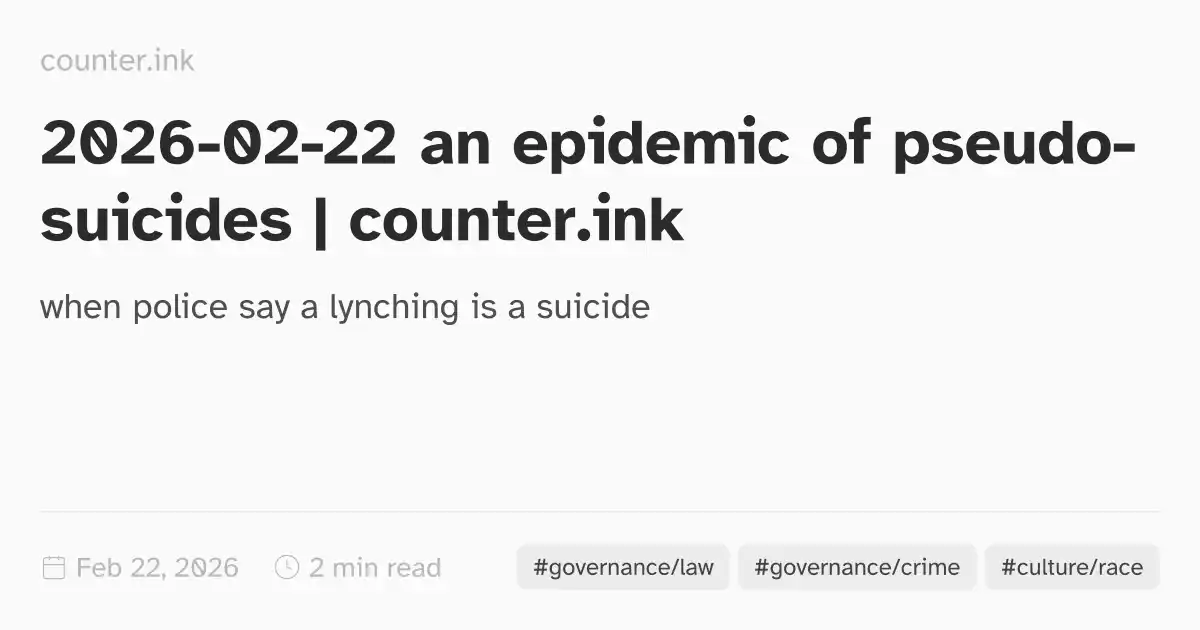 counter.ink
2026-02-22 an epidemic of pseudo-
suicides | counter.ink
when police say a lynching is a suicide
Feb 22, 2026 2 min read #governance/law #governance/crime #culture/race